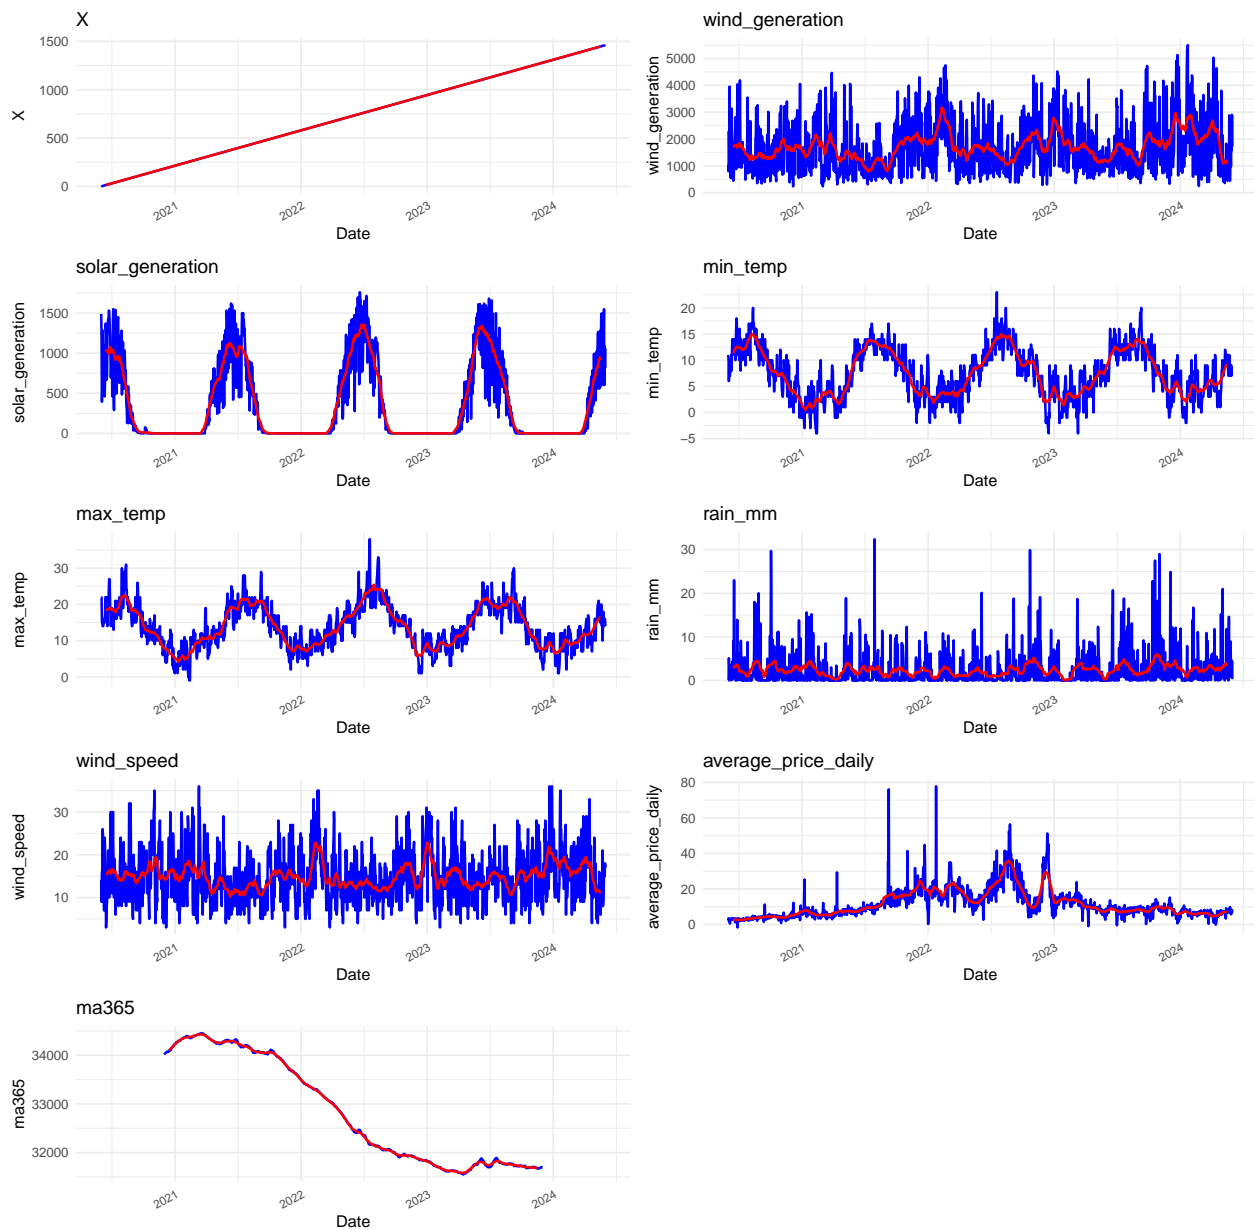 X
1500
1000
500
0
X
2021
2022
2023
2024
Date
wind_generation
5000
4000
3000
2000
1000
0
wind_generation
2021
2022
2023
2024
Date
solar_generation
1500
1000
500
0
solar_generation
2021
2022
2023
2024
Date
min_temp
20
15
10
5
0
−5
min_temp
2021
2022
2023
2024
Date
max_temp
30
20
10
0
max_temp
2021
2022
2023
2024
Date
rain_mm
30
20
10
0
rain_mm
2021
2022
2023
2024
Date
wind_speed
30
20
10
wind_speed
2021
2022
2023
2024
Date
average_price_daily
80
60
40
20
0
average_price_daily
2021
2022
2023
2024
Date
ma365
34000
33000
32000
ma365
2021
2022
2023
2024
Date